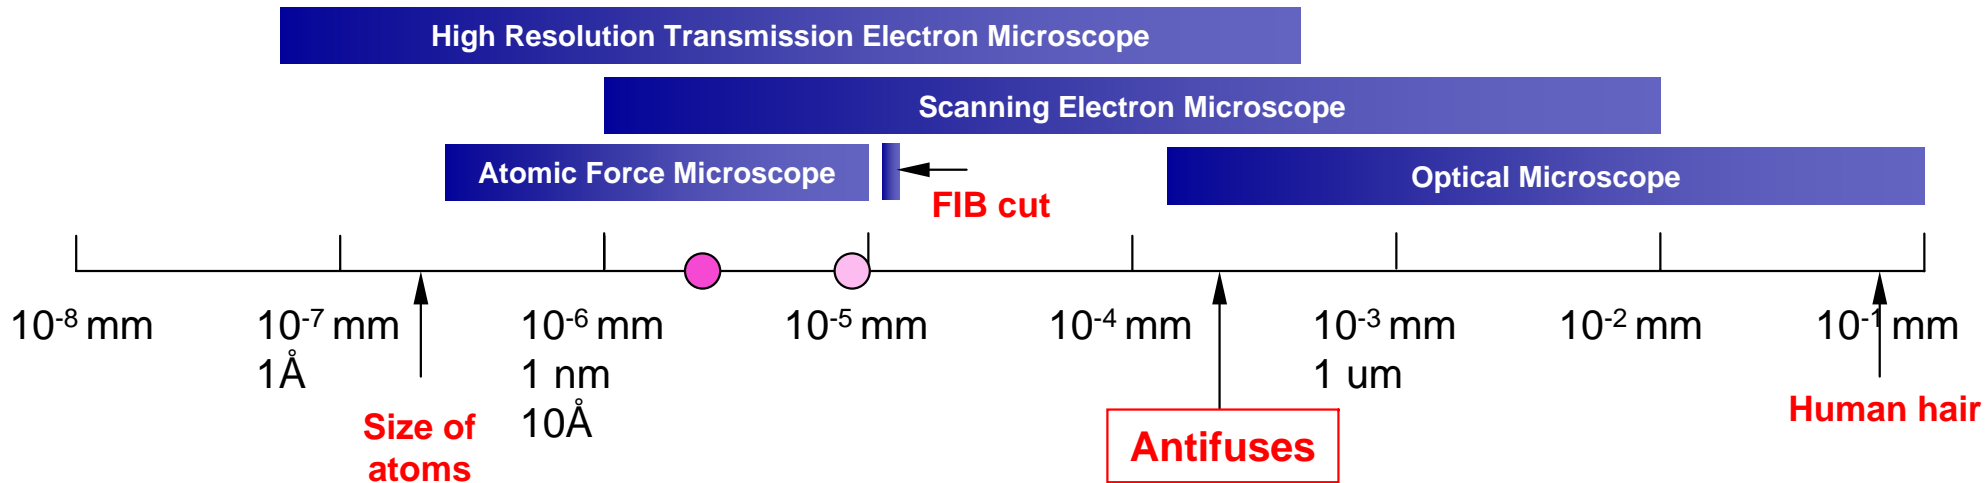 High Resolution Transmission Electron Microscope
Scanning Electron Microscope
Atomic Force Microscope
Optical Microscope
FIB cut
10-8 mm 10-7 mm 10-6 mm 10-5 mm 10-4 mm 10-3 mm 10-2 mm 10-1 mm
1Å 1 nm 1 um
10Å
Size of
atoms
Antifuses
Human hair